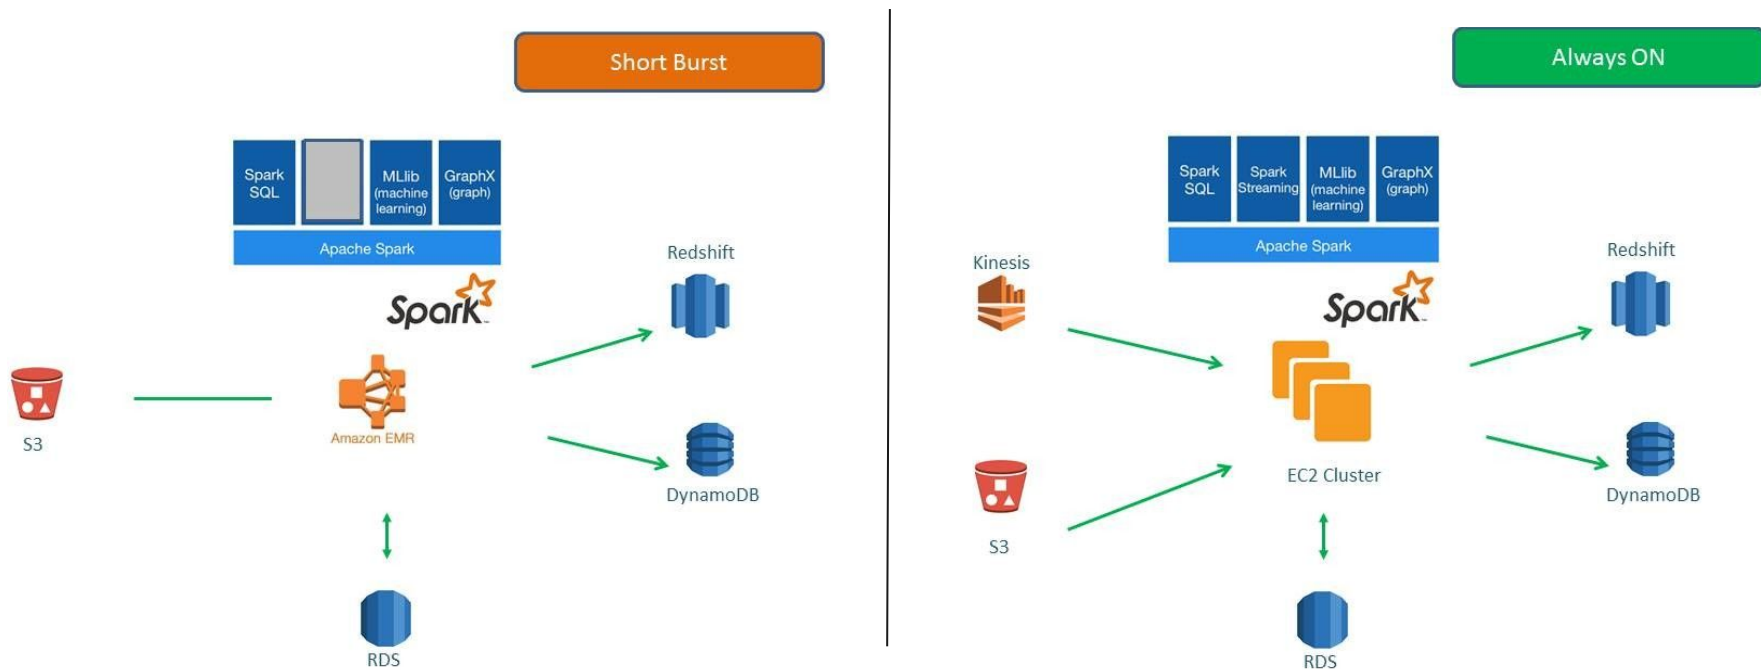 Short Burst
Spark
SQL
MLlib
(machine
learning)
GraphX
(graph)
Apache Spark
Redshift
Spark
S3
Amazon EMR
DynamoDB
RDS
Always ON
Spark
SQL
Spark
Streaming
MLlib
(machine
learning)
GraphX
(graph)
Apache Spark
Kinesis
Redshift
Spark
EC2 Cluster
S3
DynamoDB
RDS